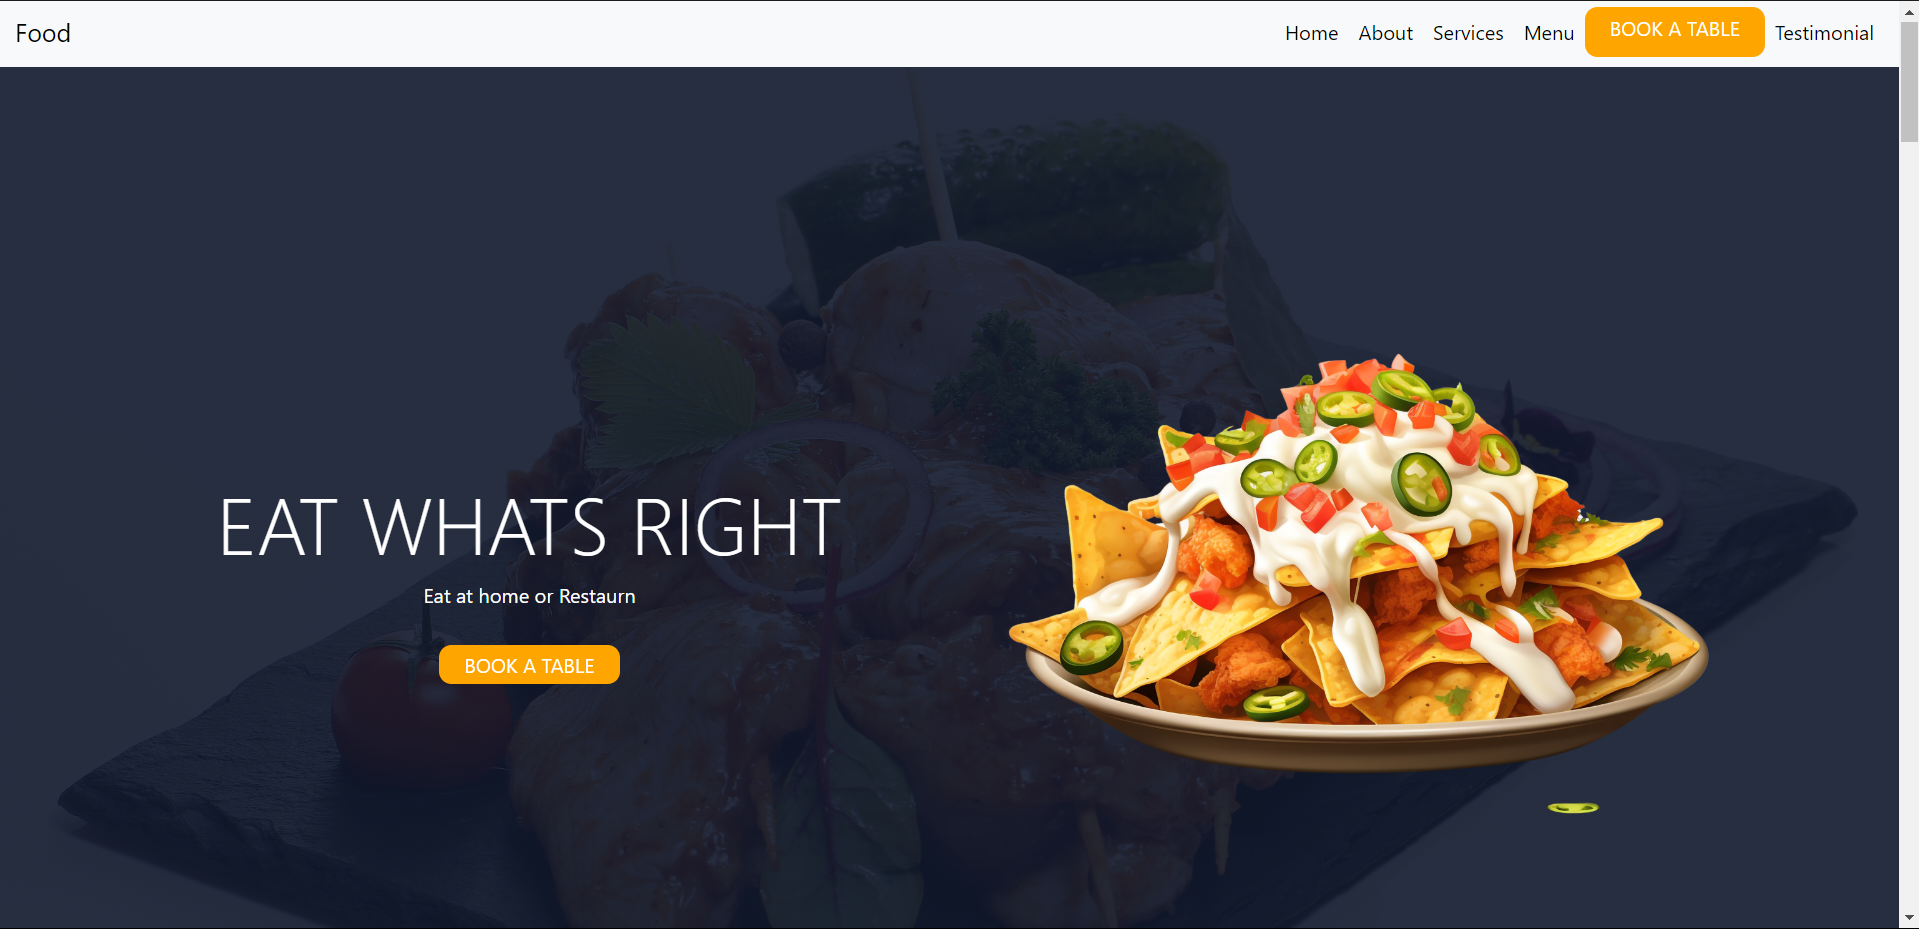 Food
Home About Services Menu BOOK A TABLE Testimonial
EAT WHATS RIGHT
Eat at home or Restaurn
BOOK A TABLE